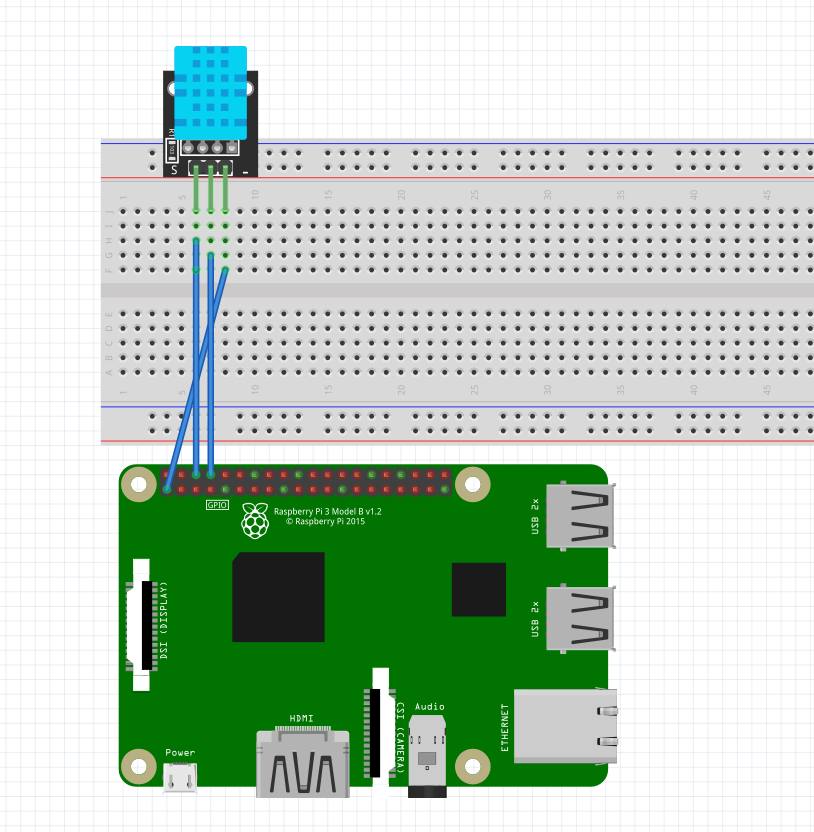 S
-
1 5 10 15 20 25 30 35 40 45
J
I
H
G
F
E
D
C
B
A
1 5 10 15 20 25 30 35 40 45
GPIO
Raspberry Pi 3 Model B v1.2
© Raspberry Pi 2015
USB 2x
DSI (DISPLAY)
USB 2x
HDMI
CSI (CAMERA)
Audio
ETHERNET
Power